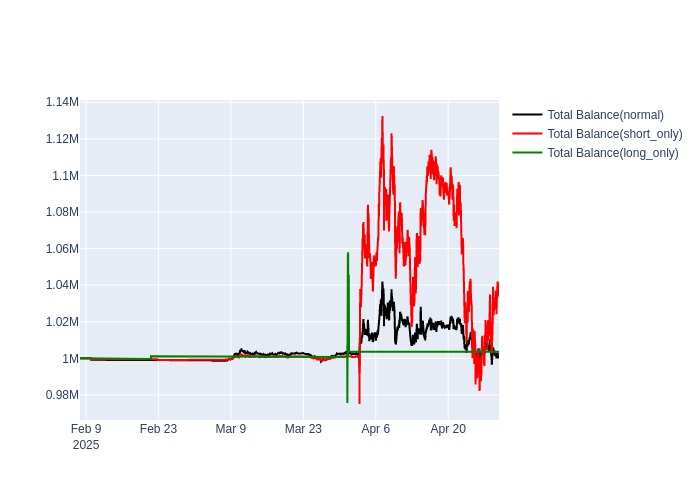 1.14M
1.12M
1.1M
1.08M
1.06M
1.04M
1.02M
1M
0.98M
Feb 9
2025
Feb 23
Mar 9
Mar 23
Apr 6
Apr 20
Total Balance(normal)
Total Balance(short_only)
Total Balance(long_only)